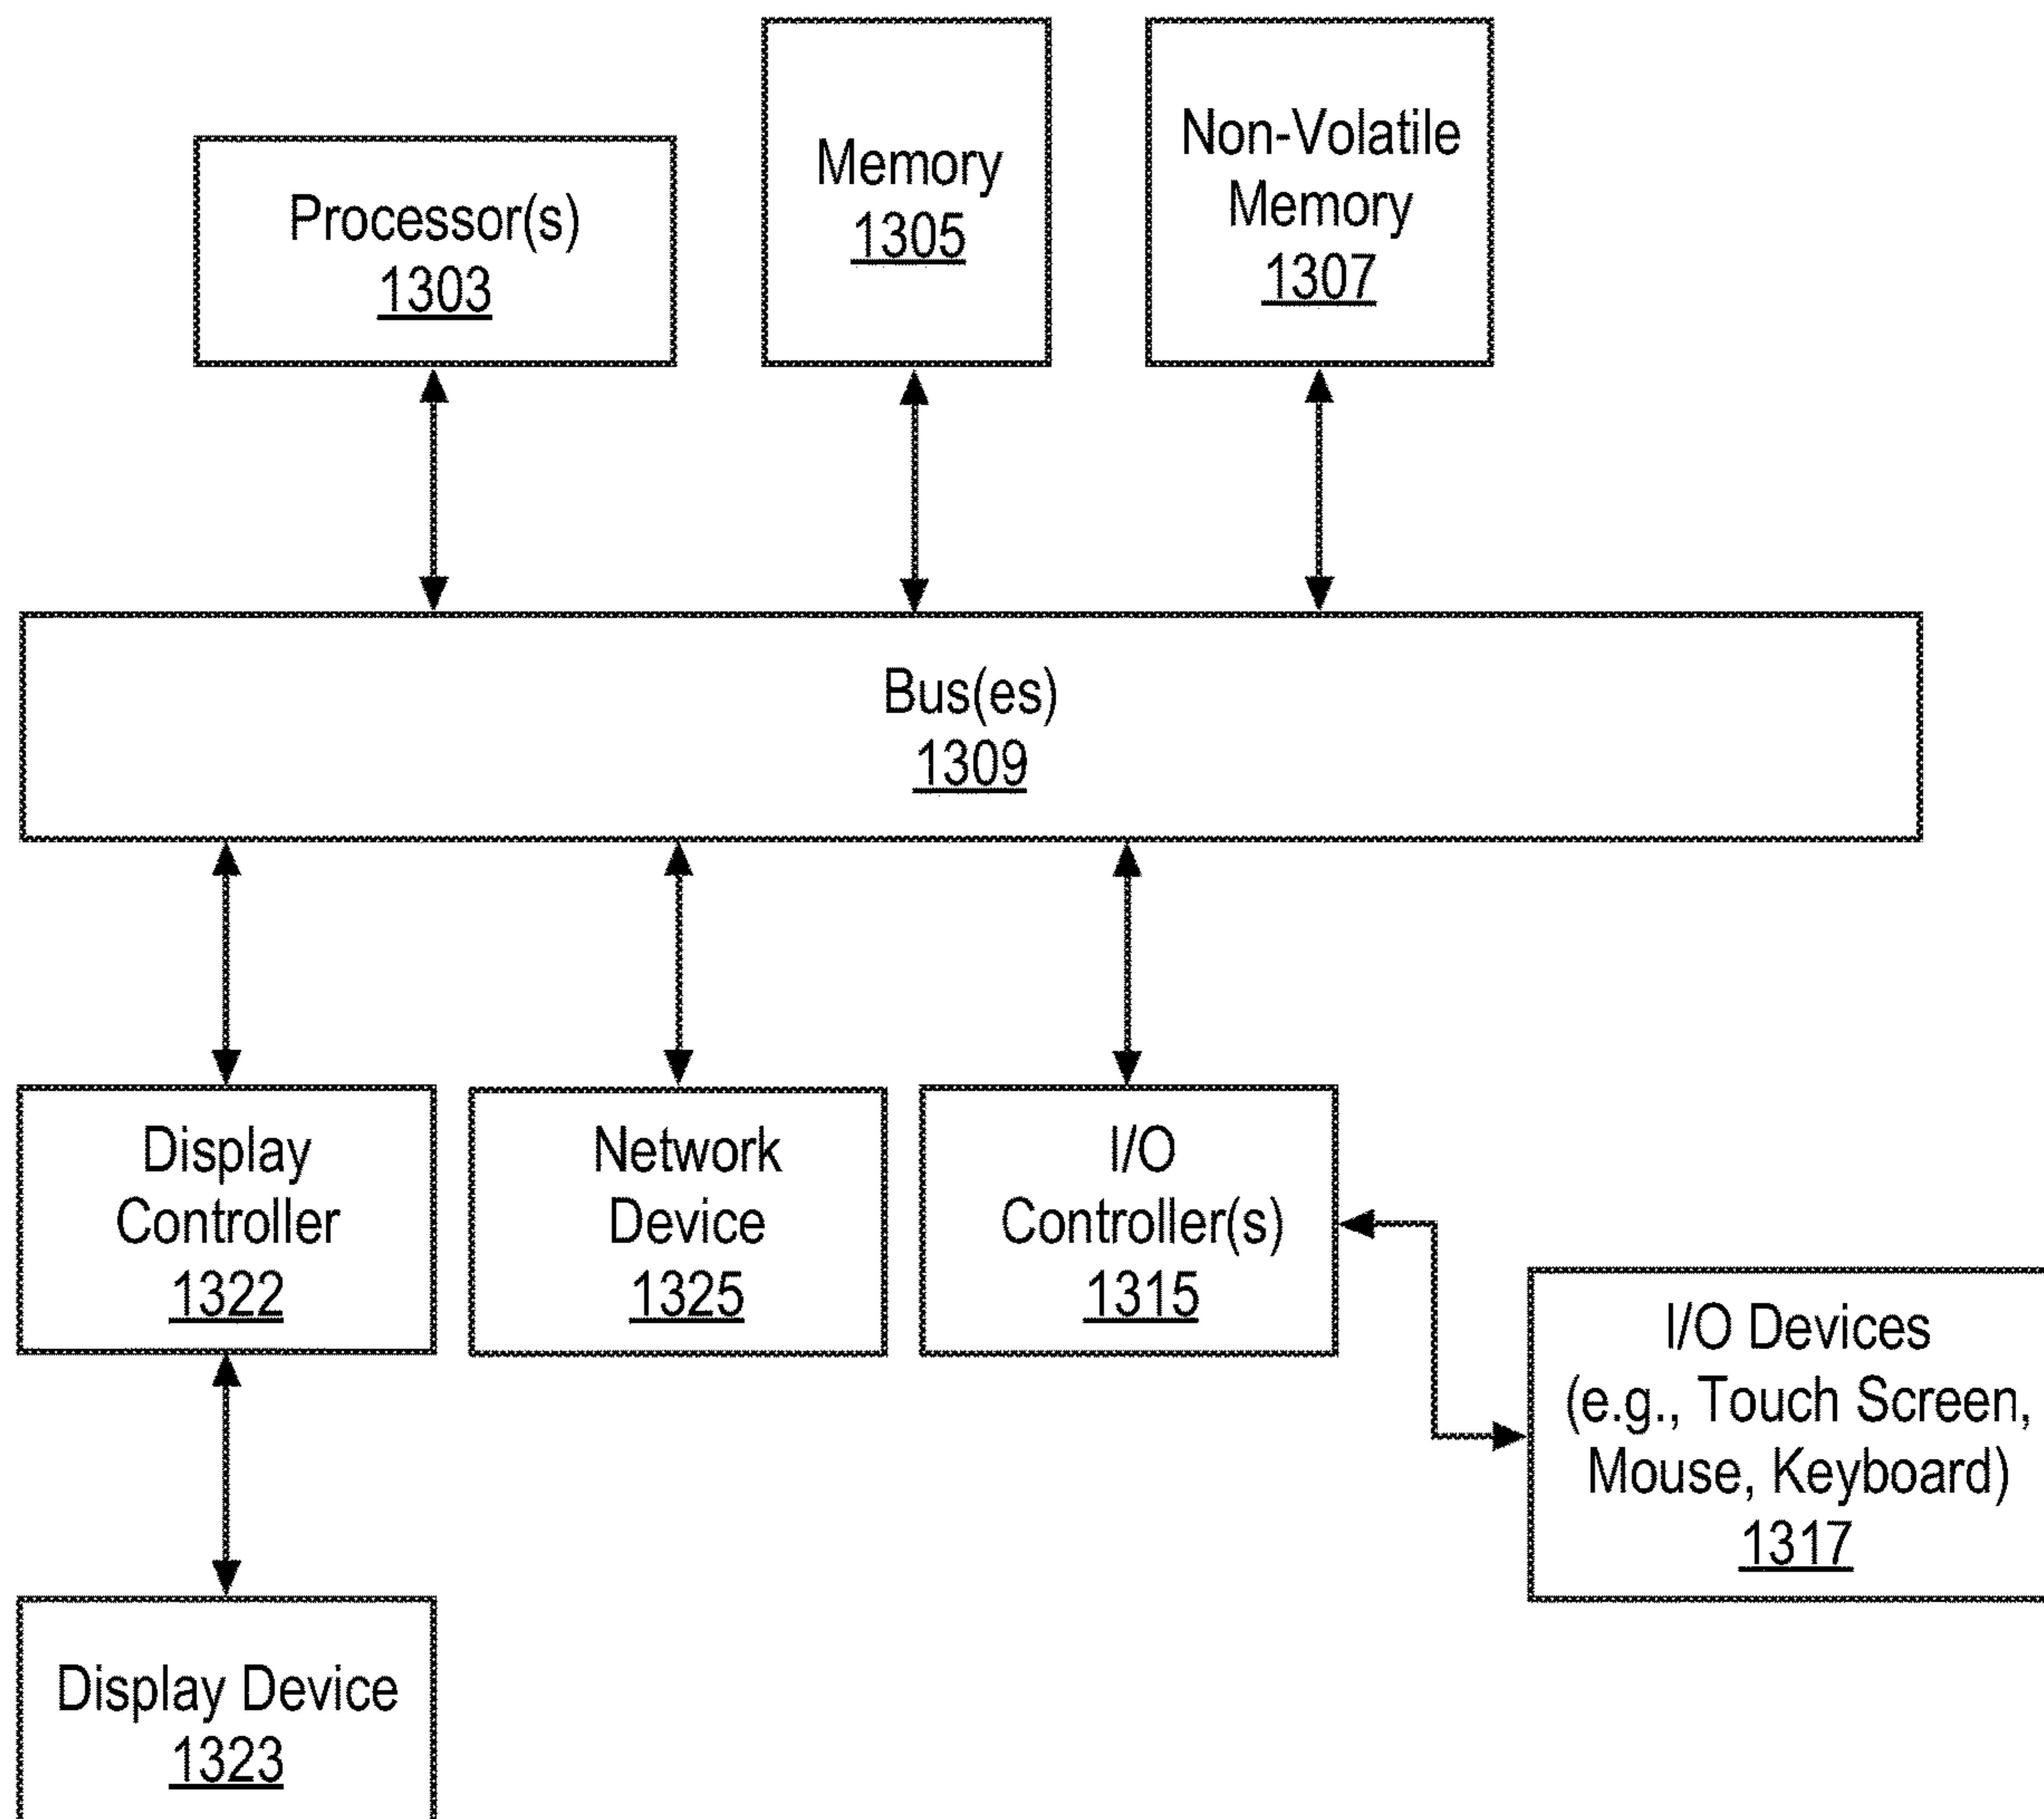 Processor(s)
1303
Memory
1305
Non-Volatile
Memory
1307
Bus(es)
1309
Display
Controller
1322
Network
Device
1325
I/O
Controller(s)
1315
I/O Devices
(e.g., Touch Screen,
Mouse, Keyboard)
1317
Display Device
1323